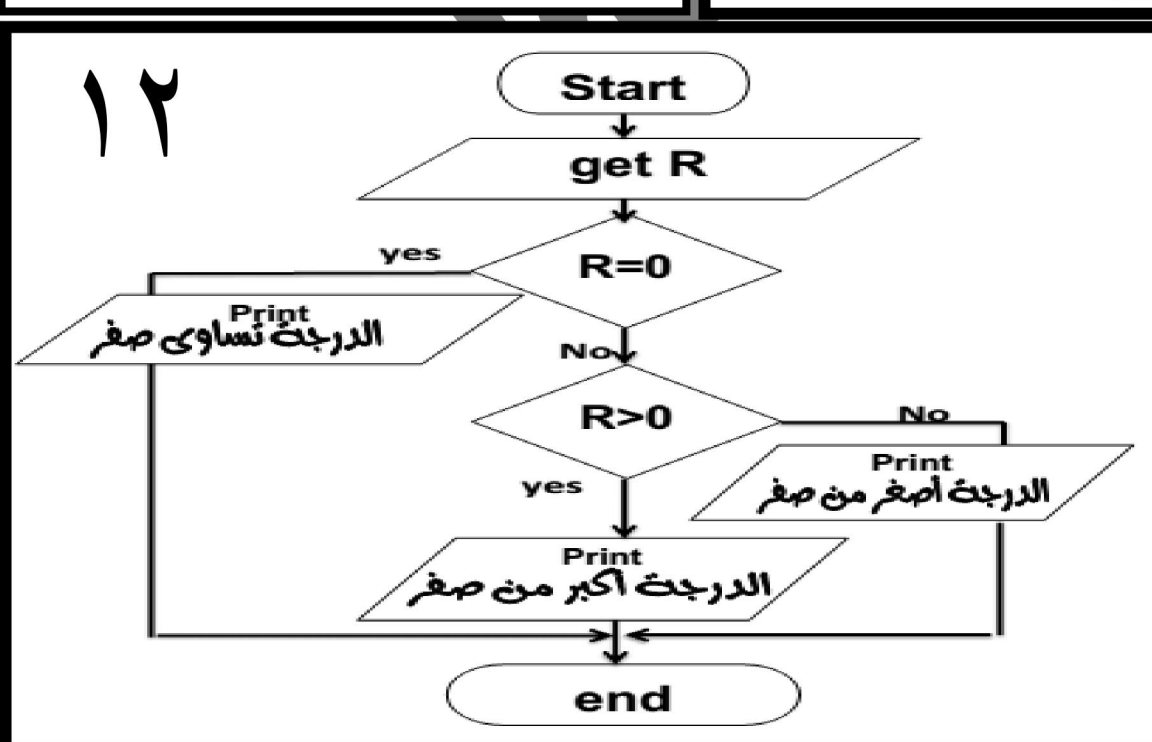 ١٢
Start
get R
yes
R=0
Print
الدرجة تساوى صفر
No
R>0
No
Print
الدرجة أصغر من صفر
yes
Print
الدرجة أكبر من صفر
end